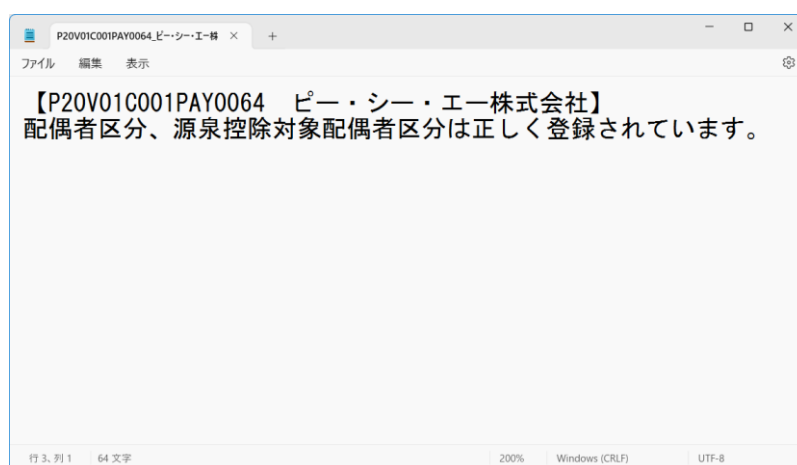 P20V01C001PAY0064_ピー・シー・エー株
ファイル 編集 表示
【P20V01C001PAY0064　ピー・シー・エー株式会社】
配偶者区分、源泉控除対象配偶者区分は正しく登録されています。
行 3、列 1 64 文字 200% Windows (CRLF) UTF-8